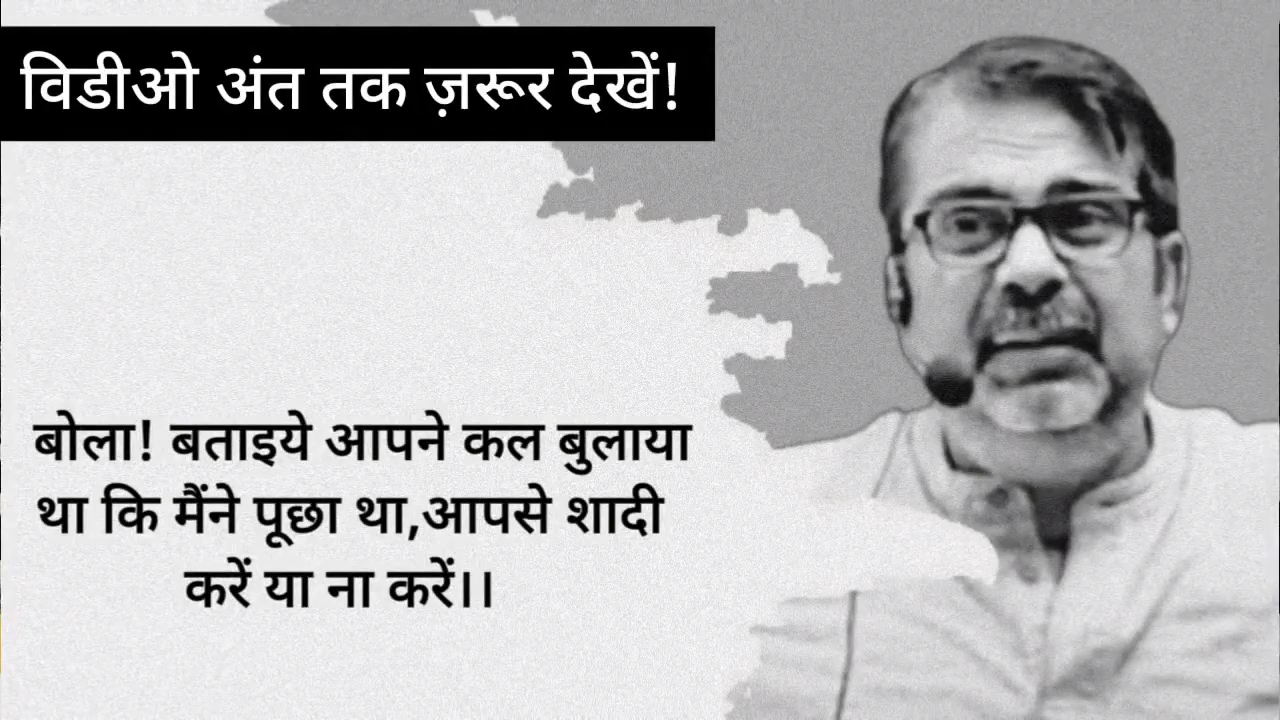 विडीओ अंत तक ज़रूर देखें!
बोला! बताइये आपने कल बुलाया
था कि मैंने पूछा था,आपसे शादी
करें या ना करें।।